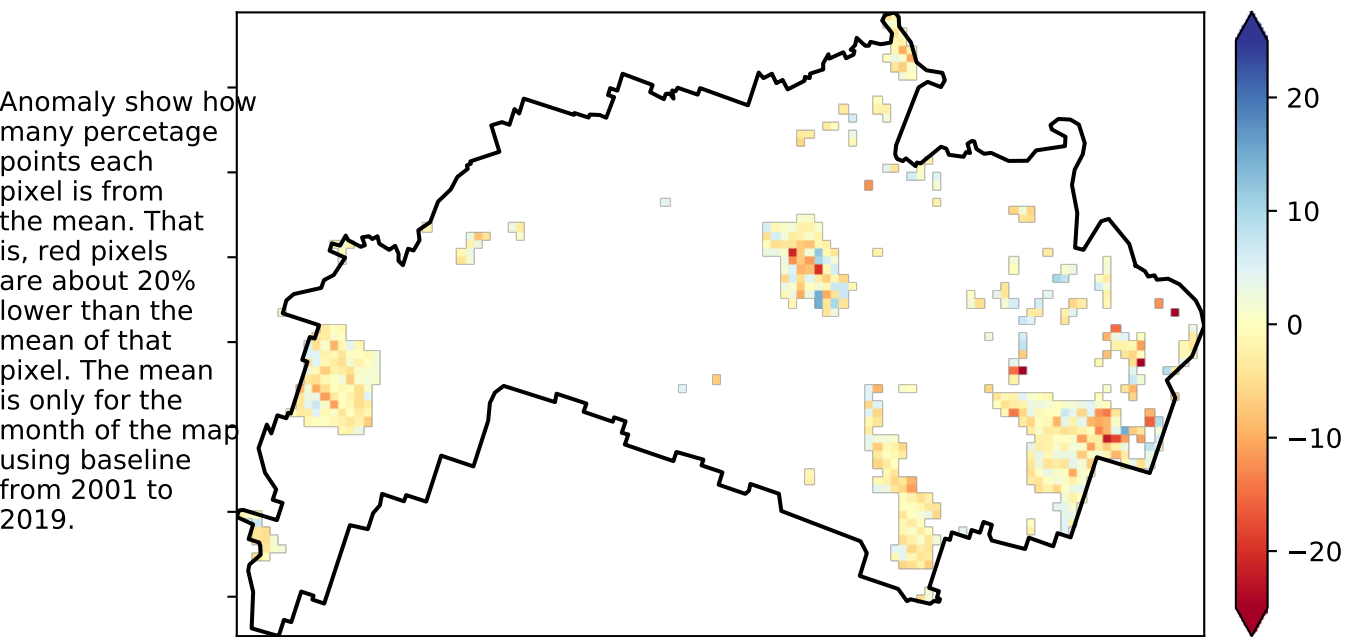 Anomaly show how
many percetage
points each
pixel is from
the mean. That
is, red pixels
are about 20%
lower than the
mean of that
pixel. The mean
is only for the
month of the map
using baseline
from 2001 to
2019.
20
10
0
−10
−20